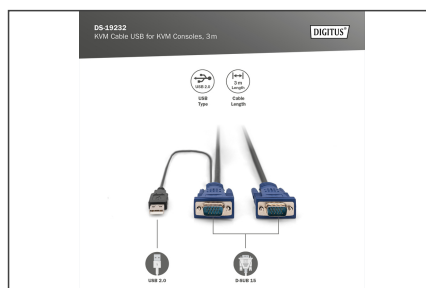 DS-19232
KVM Cable USB for KVM Consoles, 3 m
DIGITUS®
USB 2.0
USB
Type
3 m
Length
Cable
Length
USB 2.0
D-SUB 15